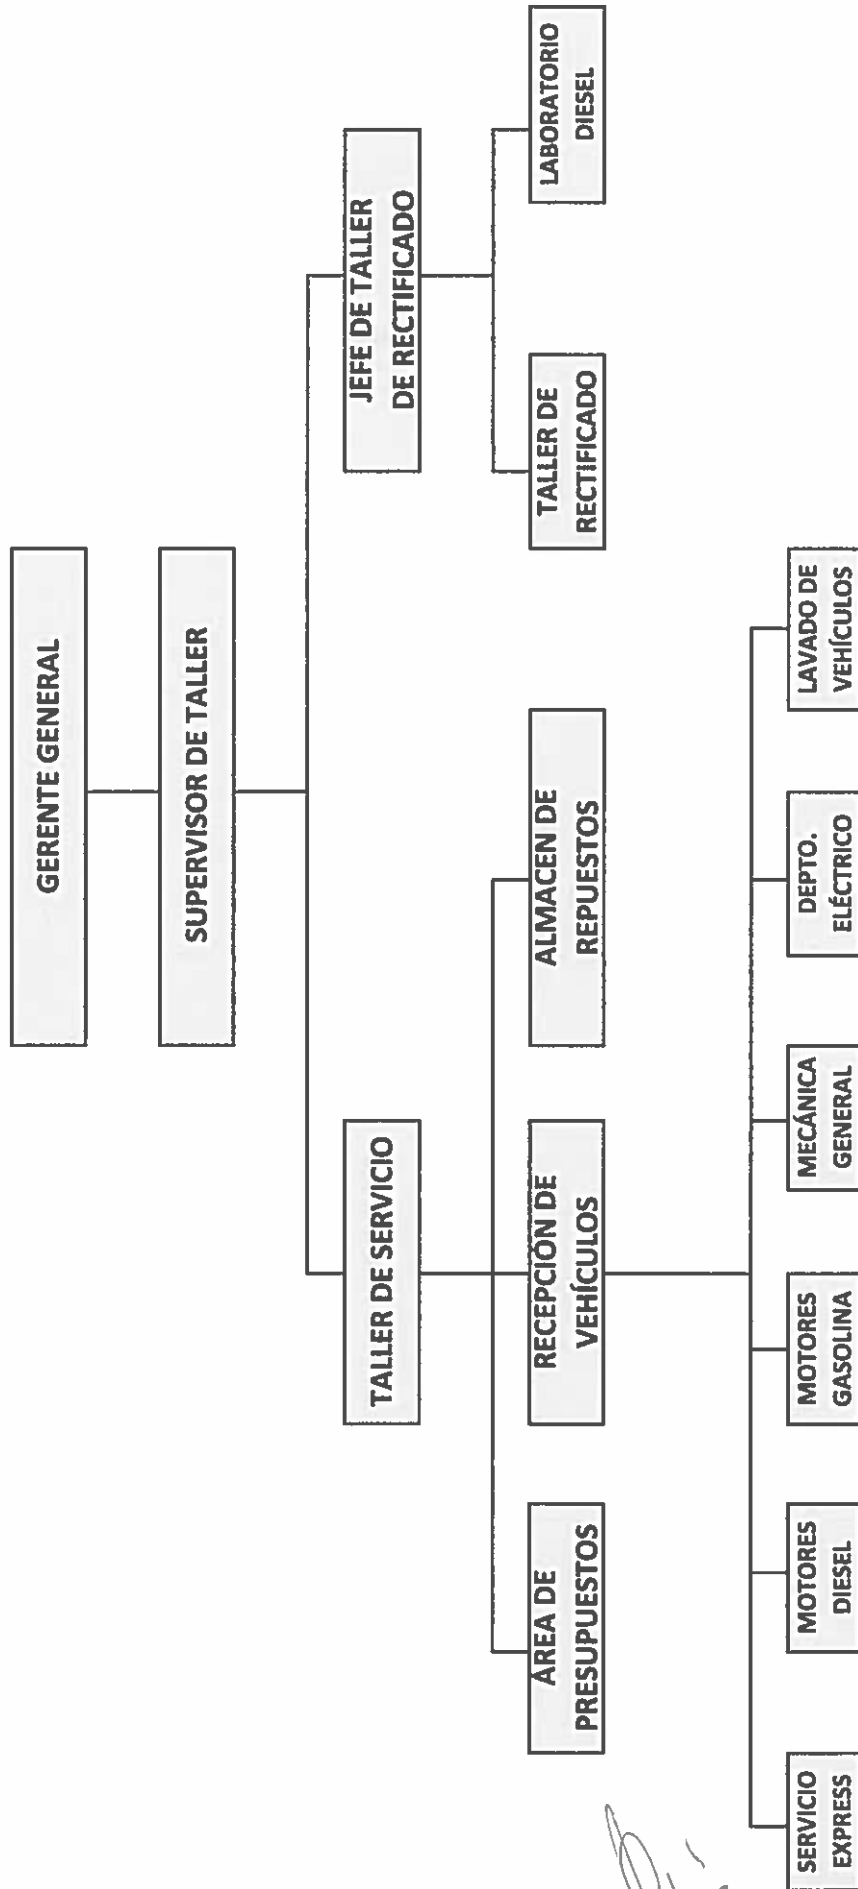 GERENTE GENERAL
SUPERVISOR DE TALLER
TALLER DE SERVICIO
JEFE DE TALLER
DE RECTIFICADO
ÁREA DE
PRESUPUESTOS
RECEPCIÓN DE
VEHÍCULOS
ALMACEN DE
REPUESTOS
TALLER DE
RECTIFICADO
LABORATORIO
DIESEL
SERVICIO
EXPRESS
MOTORES
DIESEL
MOTORES
GASOLINA
MECÁNICA
GENERAL
DEPTO.
ELÉCTRICO
LAVADO DE
VEHÍCULOS